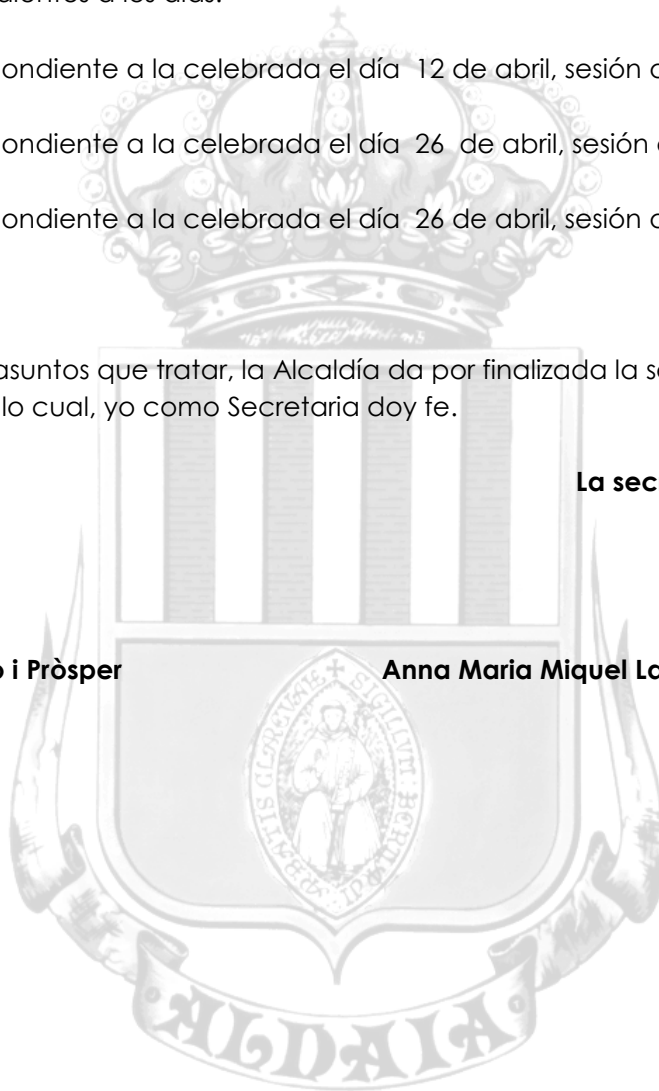 ondiente a la celebrada el día 12 de abril, sesión
ondiente a la celebrada el día 26 de abril, sesión
ondiente a la celebrada el día 26 de abril, sesión
asuntos que tratar, la Alcaldía da por finalizada la
lo cual, yo como Secretaria doy fe.
La sec
i Pròsper
Anna Maria Miquel La
ALDAIA